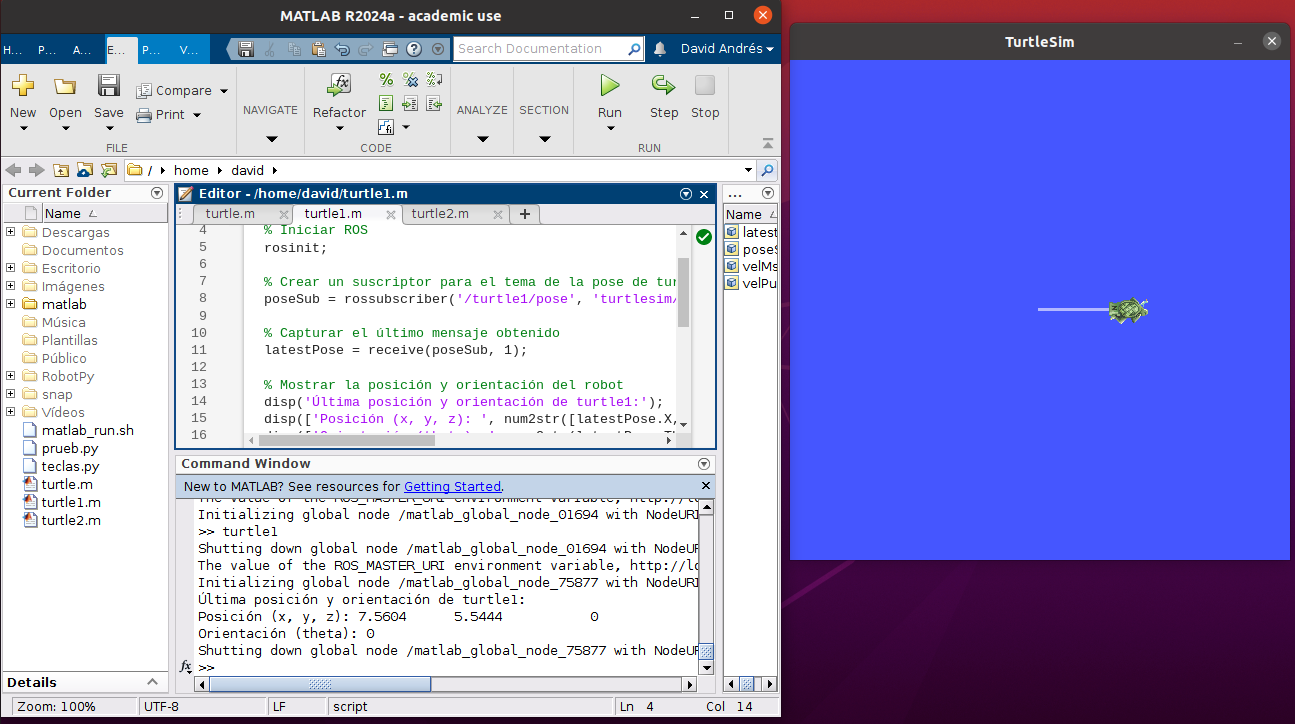 MATLAB R2024a - academic use
TurtleSim
H... P... A... E... P... V...
Search Documentation
David Andrés
New Open Save Compare Print
FILE
NAVIGATE
Refactor
CODE
ANALYZE
SECTION
Run Step Stop
RUN
/ home david
Current Folder
Name
Descargas
Documentos
Escritorio
Imágenes
matlab
Música
Plantillas
Público
RobotPy
snap
Vídeos
matlab_run.sh
prueb.py
teclas.py
turtle.m
turtle1.m
turtle2.m
Details
Editor - /home/david/turtle1.m
turtle.m turtle1.m turtle2.m +
4 % Iniciar ROS
5 rosinit;
6
7 % Crear un suscriptor para el tema de la pose de tur
8 poseSub = rossubscriber('/turtle1/pose', 'turtlesim/
9
10 % Capturar el último mensaje obtenido
11 latestPose = receive(poseSub, 1);
12
13 % Mostrar la posición y orientación del robot
14 disp('Última posición y orientación de turtle1:');
15 disp(['Posición (x, y, z): ', num2str([latestPose.X,
16
...
Name
latest
poseS
velMs
velPu
Command Window
New to MATLAB? See resources for Getting Started.
The value of the ROS_MASTER_URI environment variable, http://lo
Initializing global node /matlab_global_node_01694 with NodeURI
>> turtle1
Shutting down global node /matlab_global_node_01694 with NodeUR
The value of the ROS_MASTER_URI environment variable, http://lo
Initializing global node /matlab_global_node_75877 with NodeURI
Última posición y orientación de turtle1:
Posición (x, y, z): 7.5604 5.5444 0
Orientación (theta): 0
Shutting down global node /matlab_global_node_75877 with NodeUR
fx >>
Zoom: 100% UTF-8 LF script Ln 4 Col 14